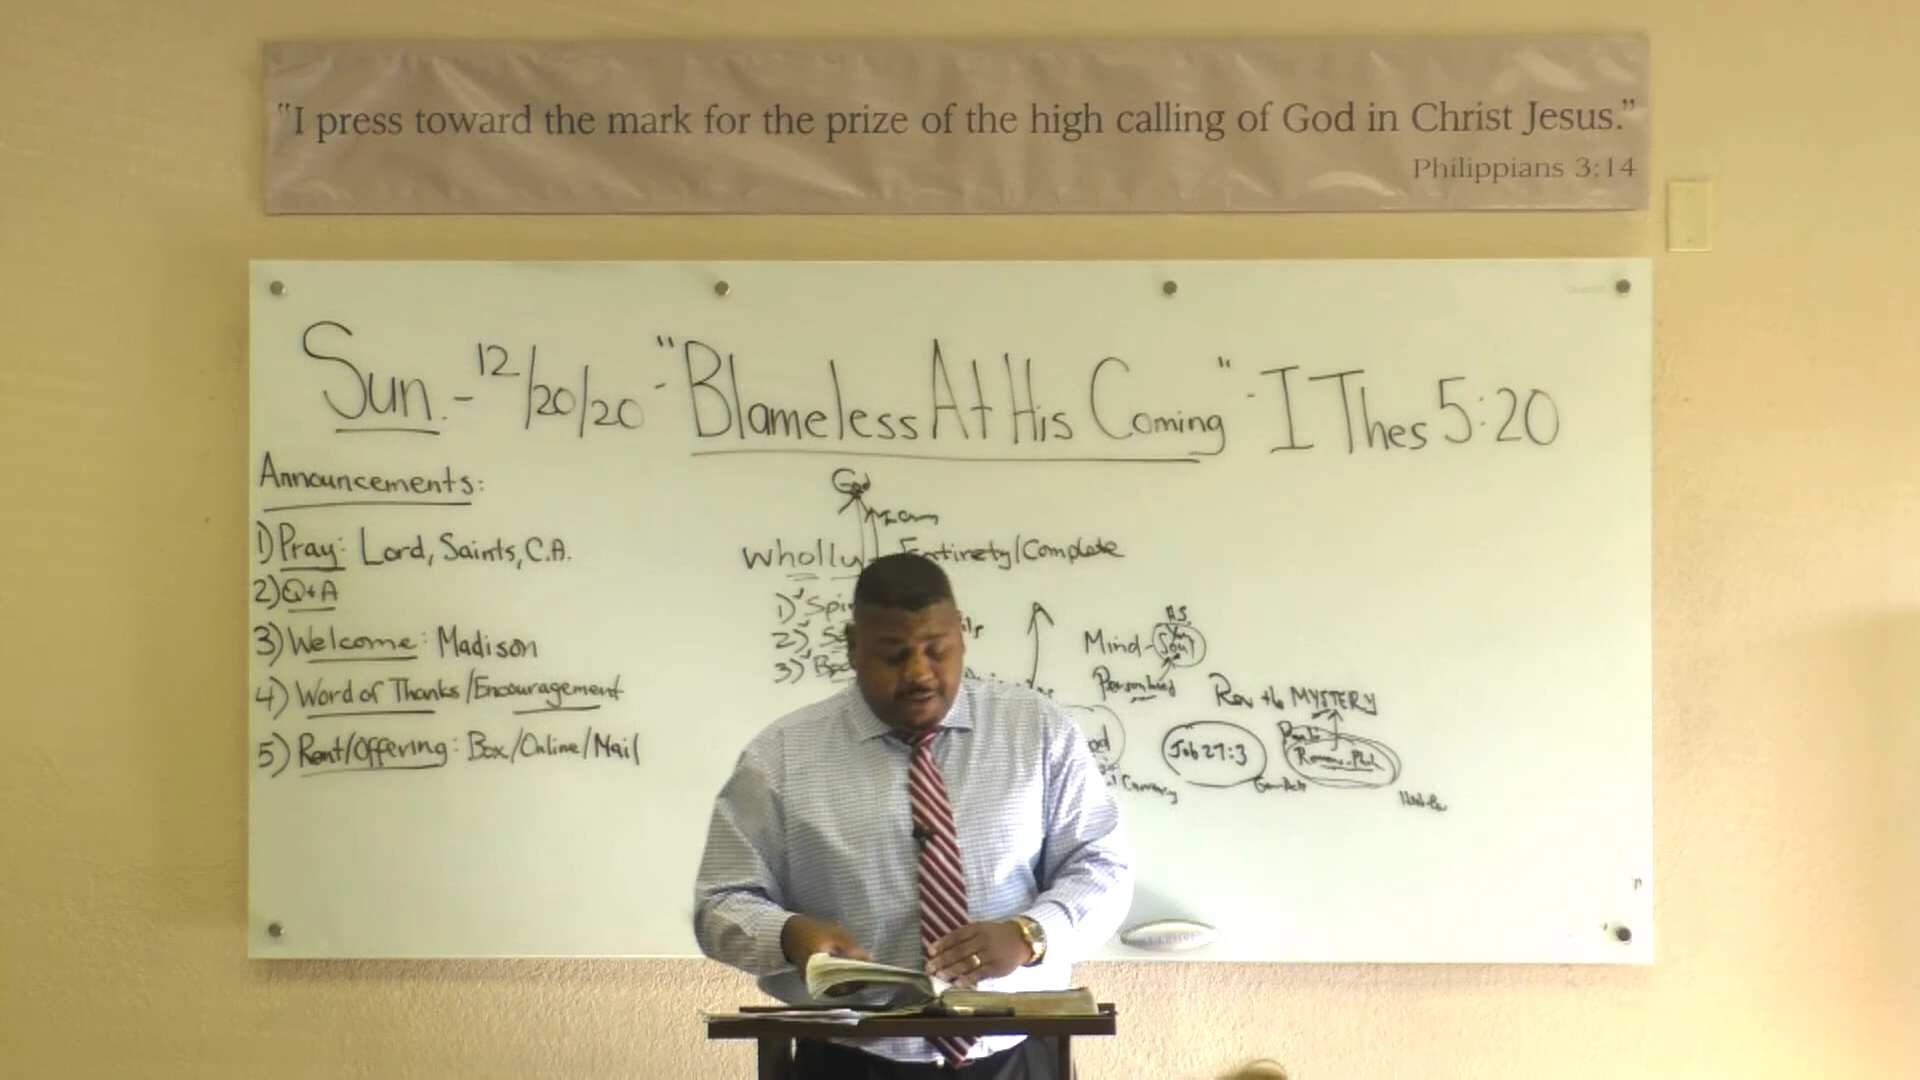 "I press toward the mark for the prize of the high calling of God in Christ Jesus."
Philippians 3:14
Sun. - 12/20/20 - "Blameless At His Coming" - I Thes 5:20
Announcements:
1) Pray: Lord, Saints, C.A.
2) Q+A
3) Welcome: Madison
4) Word of Thanks/Encouragement
5) Rent/Offering: Box/Online/Mail
God
Wholly - Entirety/Complete
1)
2)
3)
Mind - Soul
Rev the MYSTERY
Job 27:3